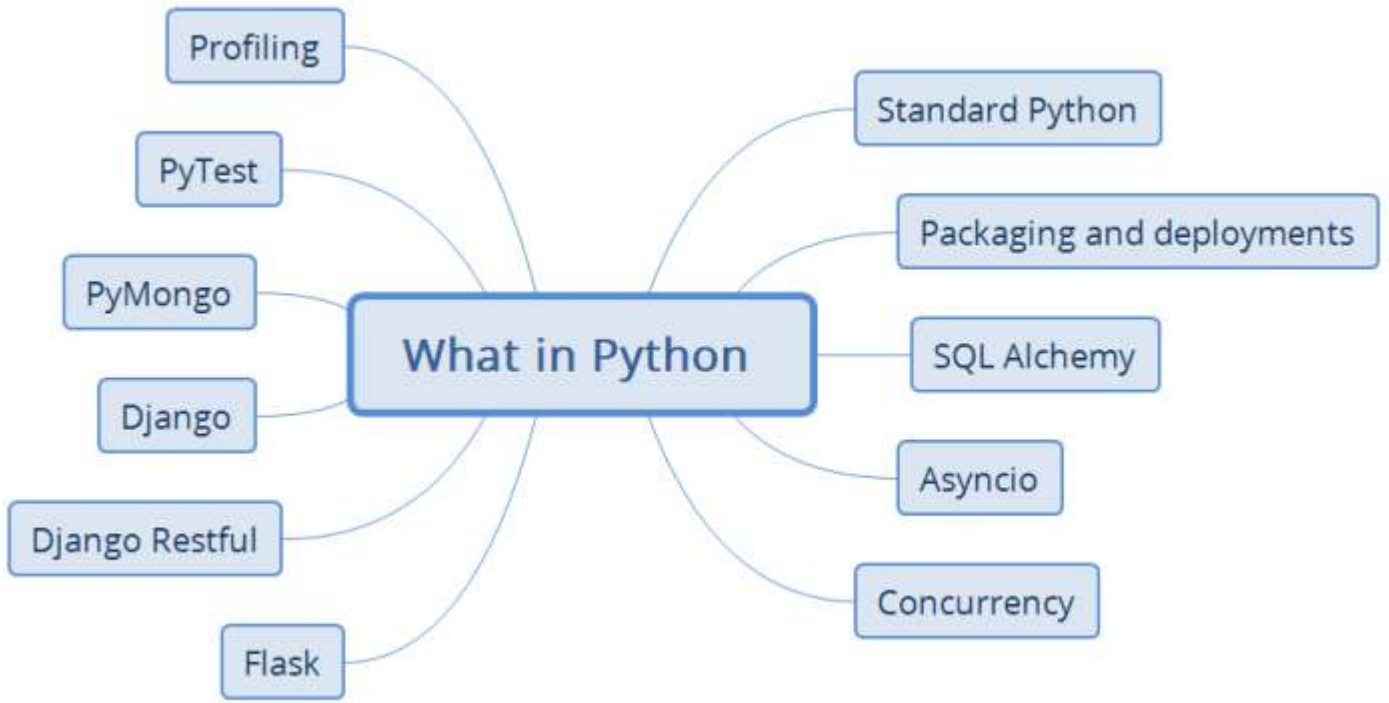 Profiling
PyTest
PyMongo
Django
Django Restful
Flask
What in Python
Standard Python
Packaging and deployments
SQL Alchemy
Asyncio
Concurrency